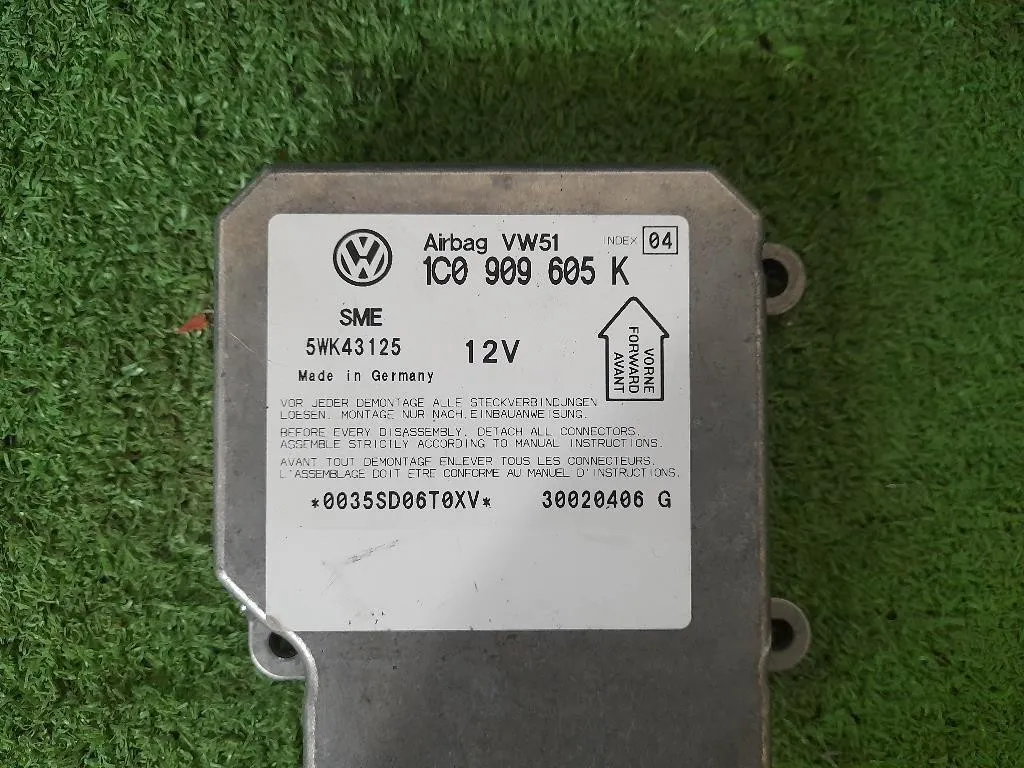 Airbag VW51 INDEX 04
1C0 909 605 K
SME
5WK43125 12V
Made in Germany
VORNE
FORWARD
AVANT
VOR JEDER DEMONTAGE ALLE STECKVERBINDUNGEN
LOESEN. MONTAGE NUR NACH EINBAUANWEISUNG.
BEFORE EVERY DISASSEMBLY, DETACH ALL CONNECTORS.
ASSEMBLE STRICTLY ACCORDING TO MANUAL INSTRUCTIONS.
AVANT TOUT DEMONTAGE ENLEVER TOUS LES CONNECTEURS.
L'ASSEMBLAGE DOIT ETRE CONFORME AU MANUEL D'INSTRUCTIONS.
*0035SD06T0XV* 30020406 G